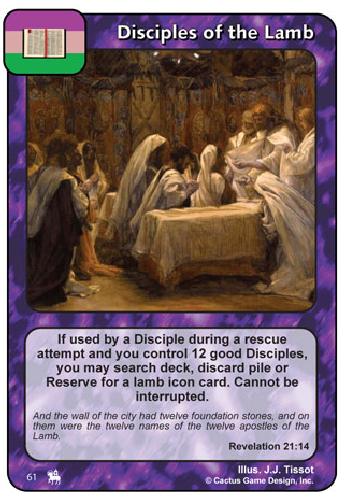 Disciples of the Lamb
If used by a Disciple during a rescue
attempt and you control 12 good Disciples,
you may search deck, discard pile or
Reserve for a lamb icon card. Cannot be
interrupted.
And the wall of the city had twelve foundation stones, and on
them were the twelve names of the twelve apostles of the
Lamb.
Revelation 21:14
Illus. J.J. Tissot
61
© Cactus Game Design, Inc.